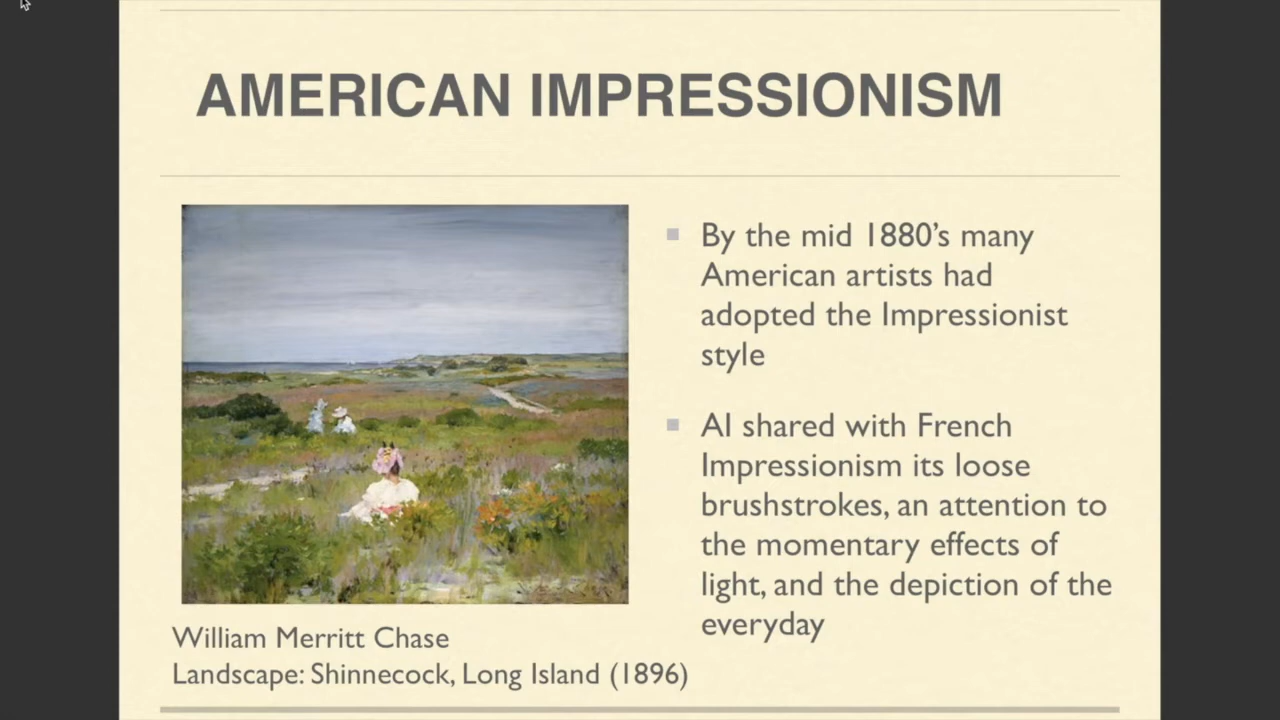 AMERICAN IMPRESSIONISM
By the mid 1880’s many
American artists had
adopted the Impressionist
style
AI shared with French
Impressionism its loose
brushstrokes, an attention to
the momentary effects of
light, and the depiction of the
everyday
William Merritt Chase
Landscape: Shinnecock, Long Island (1896)